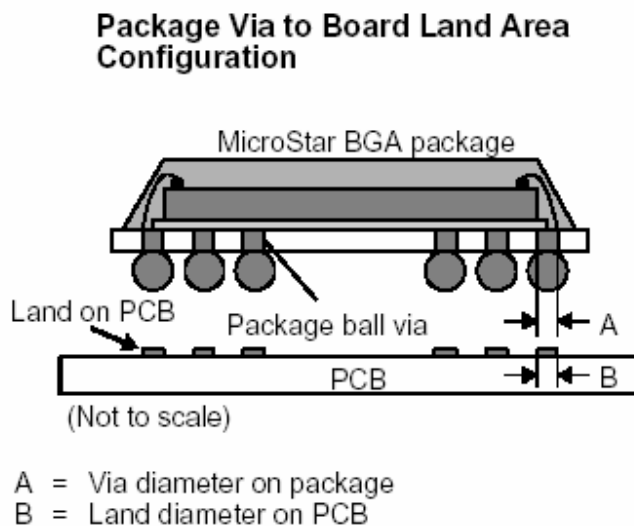 Package Via to Board Land Area
Configuration
MicroStar BGA package
Land on PCB
Package ball via
A
PCB
B
(Not to scale)
A = Via diameter on package
B = Land diameter on PCB